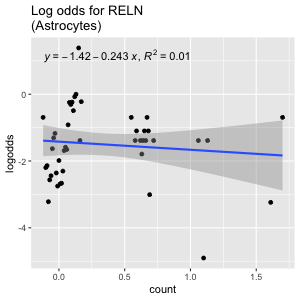 Log odds for RELN
(Astrocytes)
y = −1.42 − 0.243 x, R² = 0.01
0
-2
-4
logodds
0.0 0.5 1.0 1.5
count